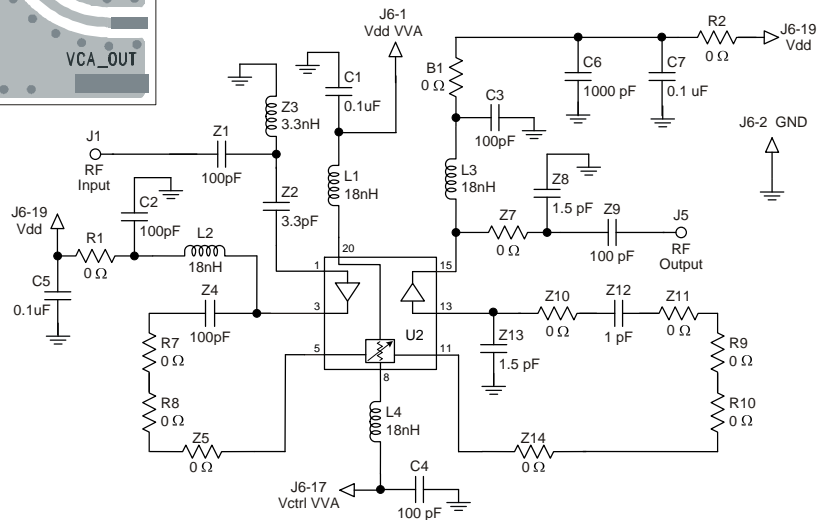 VCA_OUT
J6-1
Vdd VVA
R2
0 Ω
J6-19
Vdd
B1
0 Ω
C6
1000 pF
C7
0.1 uF
C1
0.1uF
C3
100pF
Z3
3.3nH
J6-2 GND
J1
RF
Input
Z1
100pF
L1
18nH
L3
18nH
Z8
1.5 pF
Z2
3.3pF
Z7
0 Ω
Z9
100 pF
J5
RF
Output
J6-19
Vdd
C2
100pF
R1
0 Ω
L2
18nH
C5
0.1uF
20
1
15
3
13
5
11
8
U2
Z4
100pF
Z10
0 Ω
Z12
1 pF
Z11
0 Ω
Z13
1.5 pF
R7
0 Ω
R9
0 Ω
R8
0 Ω
R10
0 Ω
Z5
0 Ω
L4
18nH
Z14
0 Ω
J6-17
Vctrl VVA
C4
100 pF